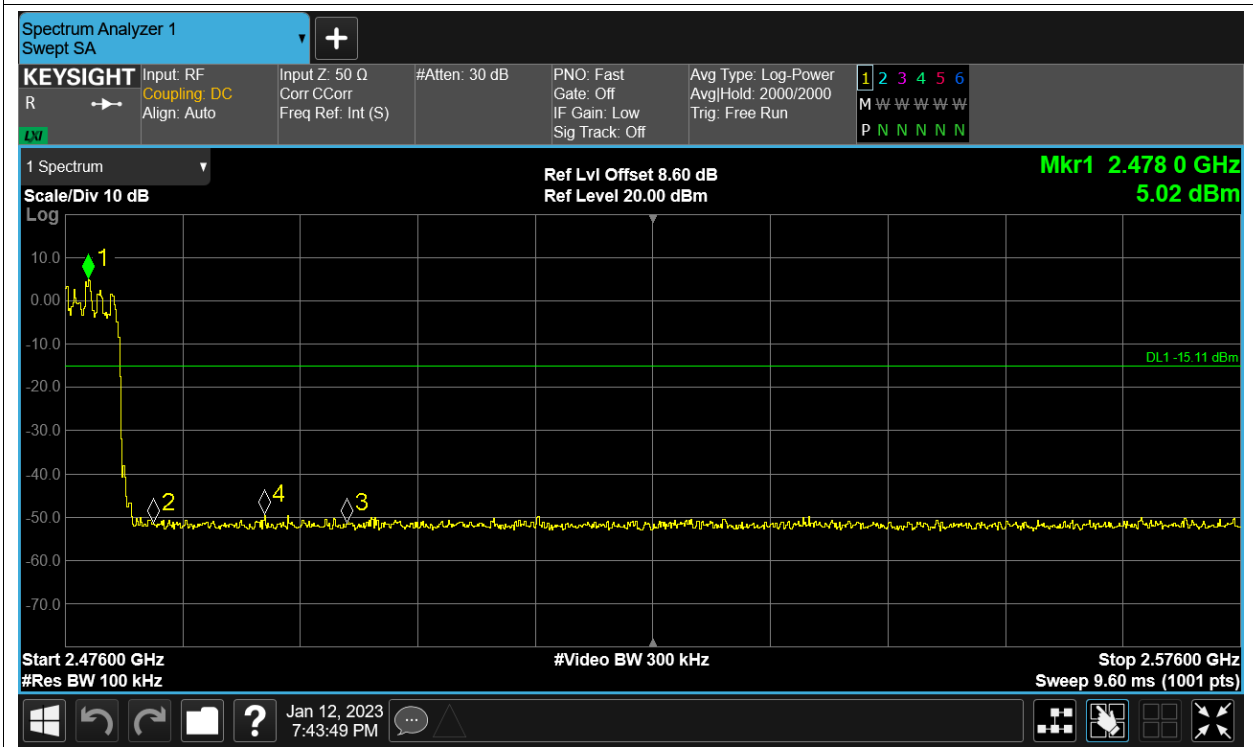 Spectrum Analyzer 1
Swept SA
KEYSIGHT
R
LXI
Input: RF
Coupling: DC
Align: Auto
Input Z: 50 Ω
Corr CCorr
Freq Ref: Int (S)
#Atten: 30 dB
PNO: Fast
Gate: Off
IF Gain: Low
Sig Track: Off
Avg Type: Log-Power
Avg|Hold: 2000/2000
Trig: Free Run
1 2 3 4 5 6
M W W W W W
P N N N N N
1 Spectrum
Scale/Div 10 dB
Log
Ref Lvl Offset 8.60 dB
Ref Level 20.00 dBm
Mkr1 2.478 0 GHz
5.02 dBm
10.0
0.00
-10.0
-20.0
-30.0
-40.0
-50.0
-60.0
-70.0
1
2
4
3
DL1 -15.11 dBm
Start 2.47600 GHz
#Res BW 100 kHz
#Video BW 300 kHz
Stop 2.57600 GHz
Sweep 9.60 ms (1001 pts)
?
Jan 12, 2023
7:43:49 PM